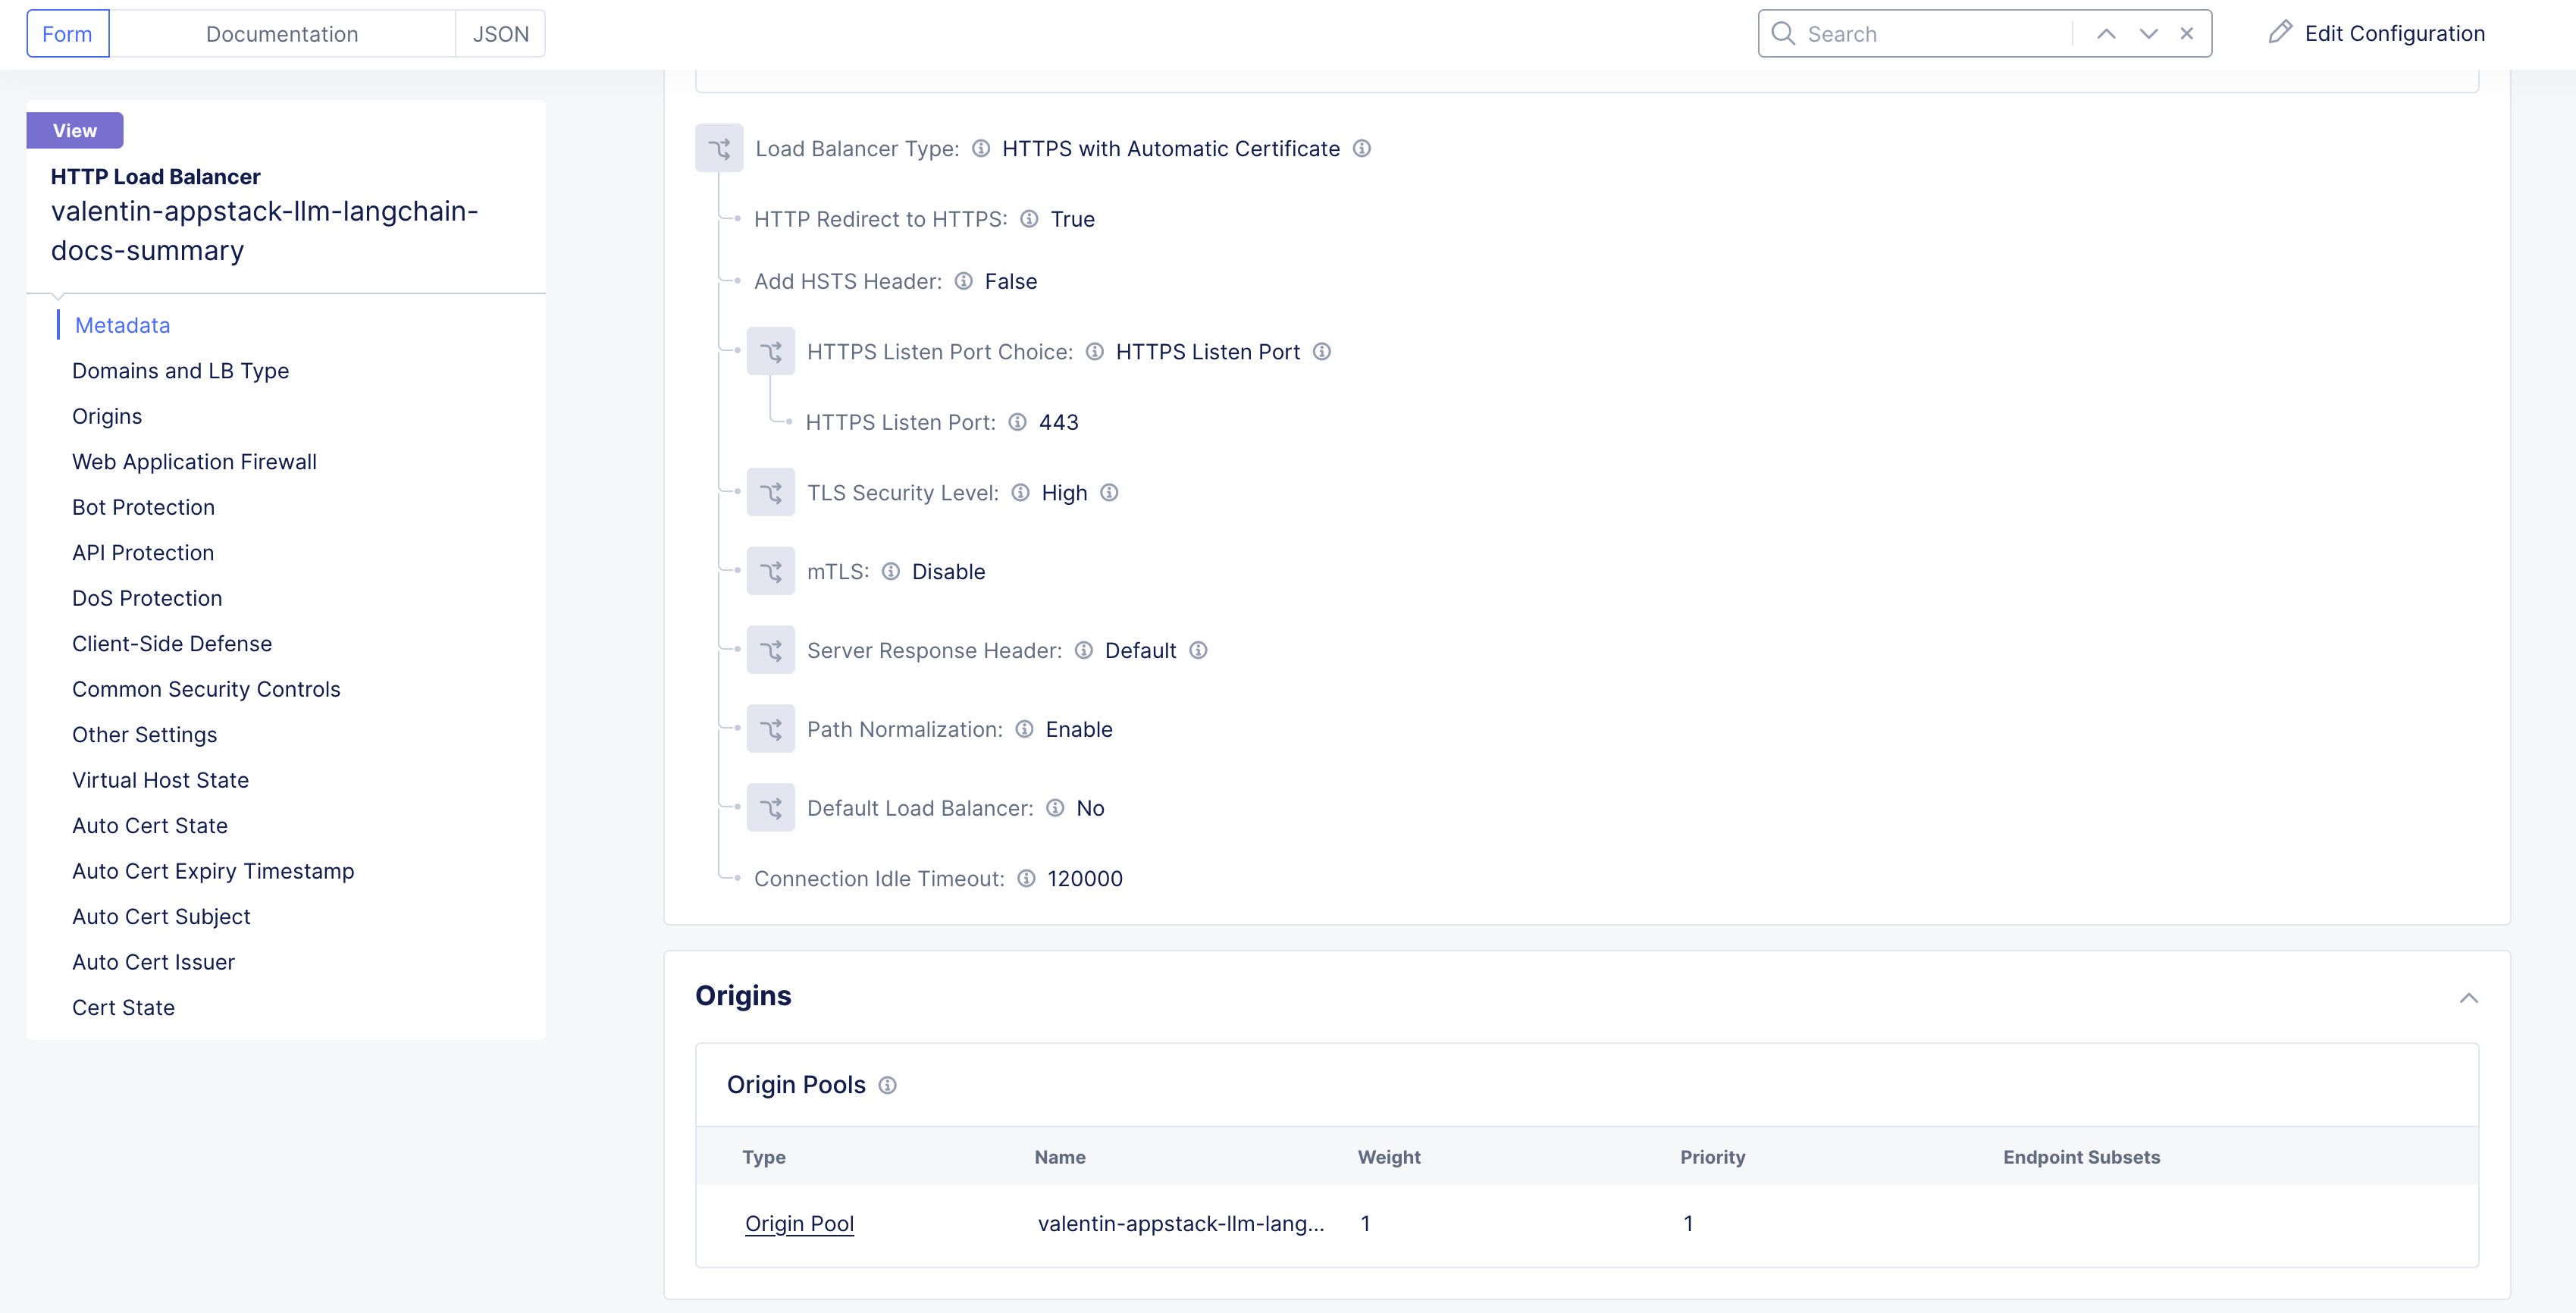 Form
Documentation
JSON
Search
Edit Configuration
View
HTTP Load Balancer
valentin-appstack-llm-langchain-
docs-summary
Metadata
Domains and LB Type
Origins
Web Application Firewall
Bot Protection
API Protection
DoS Protection
Client-Side Defense
Common Security Controls
Other Settings
Virtual Host State
Auto Cert State
Auto Cert Expiry Timestamp
Auto Cert Subject
Auto Cert Issuer
Cert State
Load Balancer Type: HTTPS with Automatic Certificate
HTTP Redirect to HTTPS: True
Add HSTS Header: False
HTTPS Listen Port Choice: HTTPS Listen Port
HTTPS Listen Port: 443
TLS Security Level: High
mTLS: Disable
Server Response Header: Default
Path Normalization: Enable
Default Load Balancer: No
Connection Idle Timeout: 120000
Origins
Origin Pools
Type Name Weight Priority Endpoint Subsets
Origin Pool valentin-appstack-llm-lang... 1 1